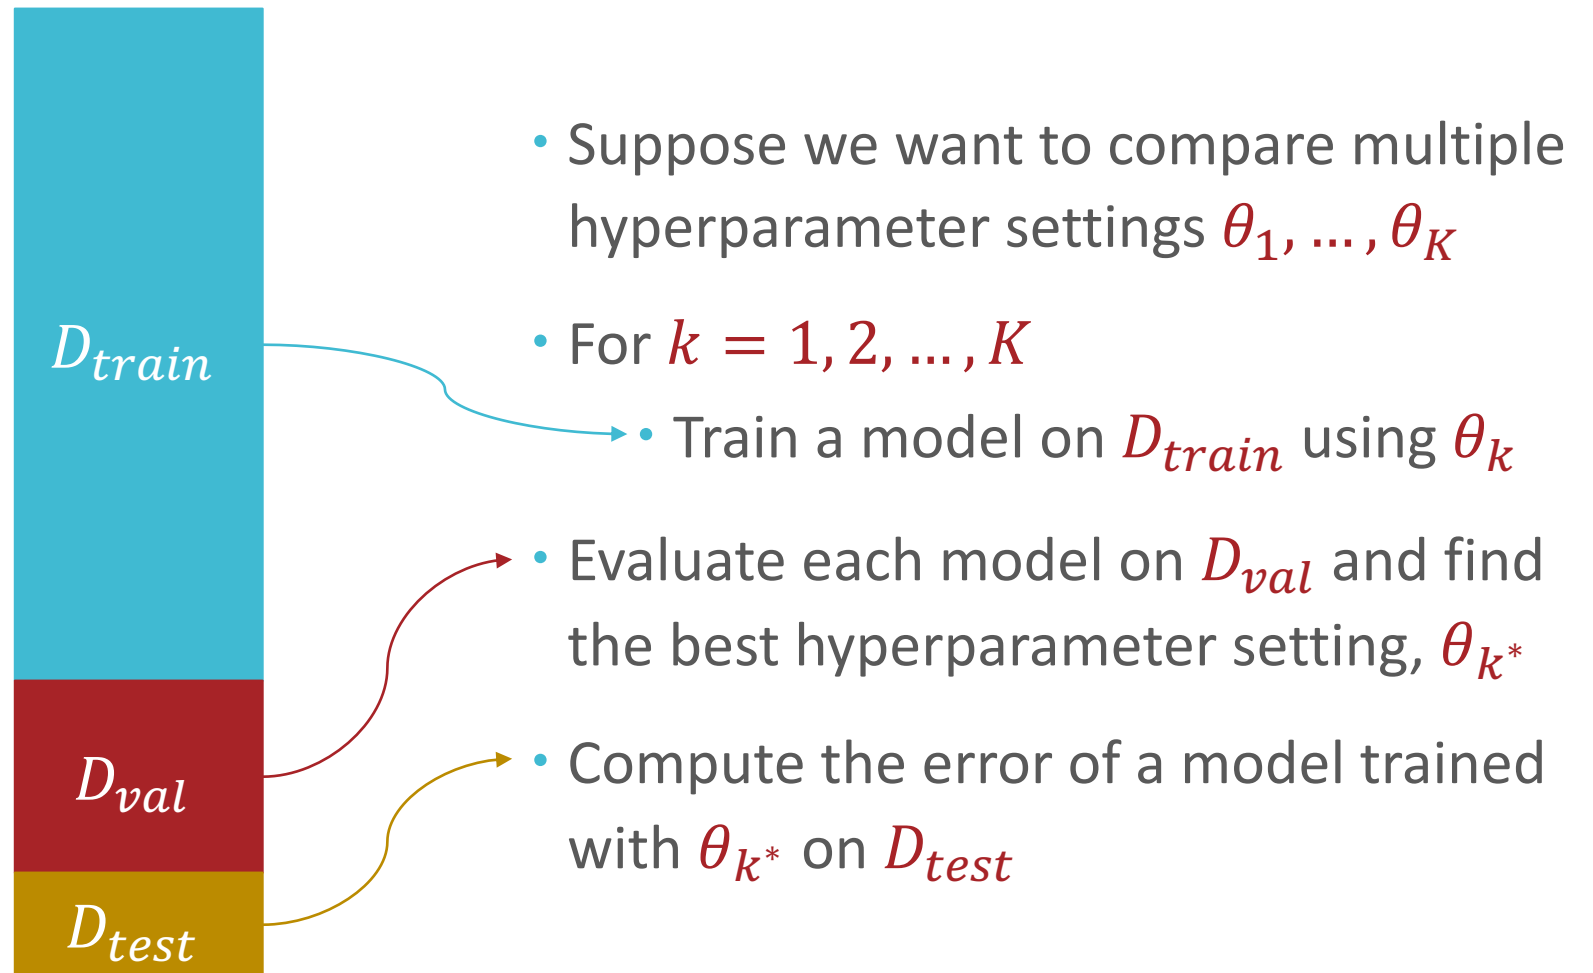 D_train
D_val
D_test
• Suppose we want to compare multiple
hyperparameter settings θ_1, … , θ_K
• For k = 1, 2, … , K
• Train a model on D_train using θ_k
• Evaluate each model on D_val and find
the best hyperparameter setting, θ_k*
• Compute the error of a model trained
with θ_k* on D_test